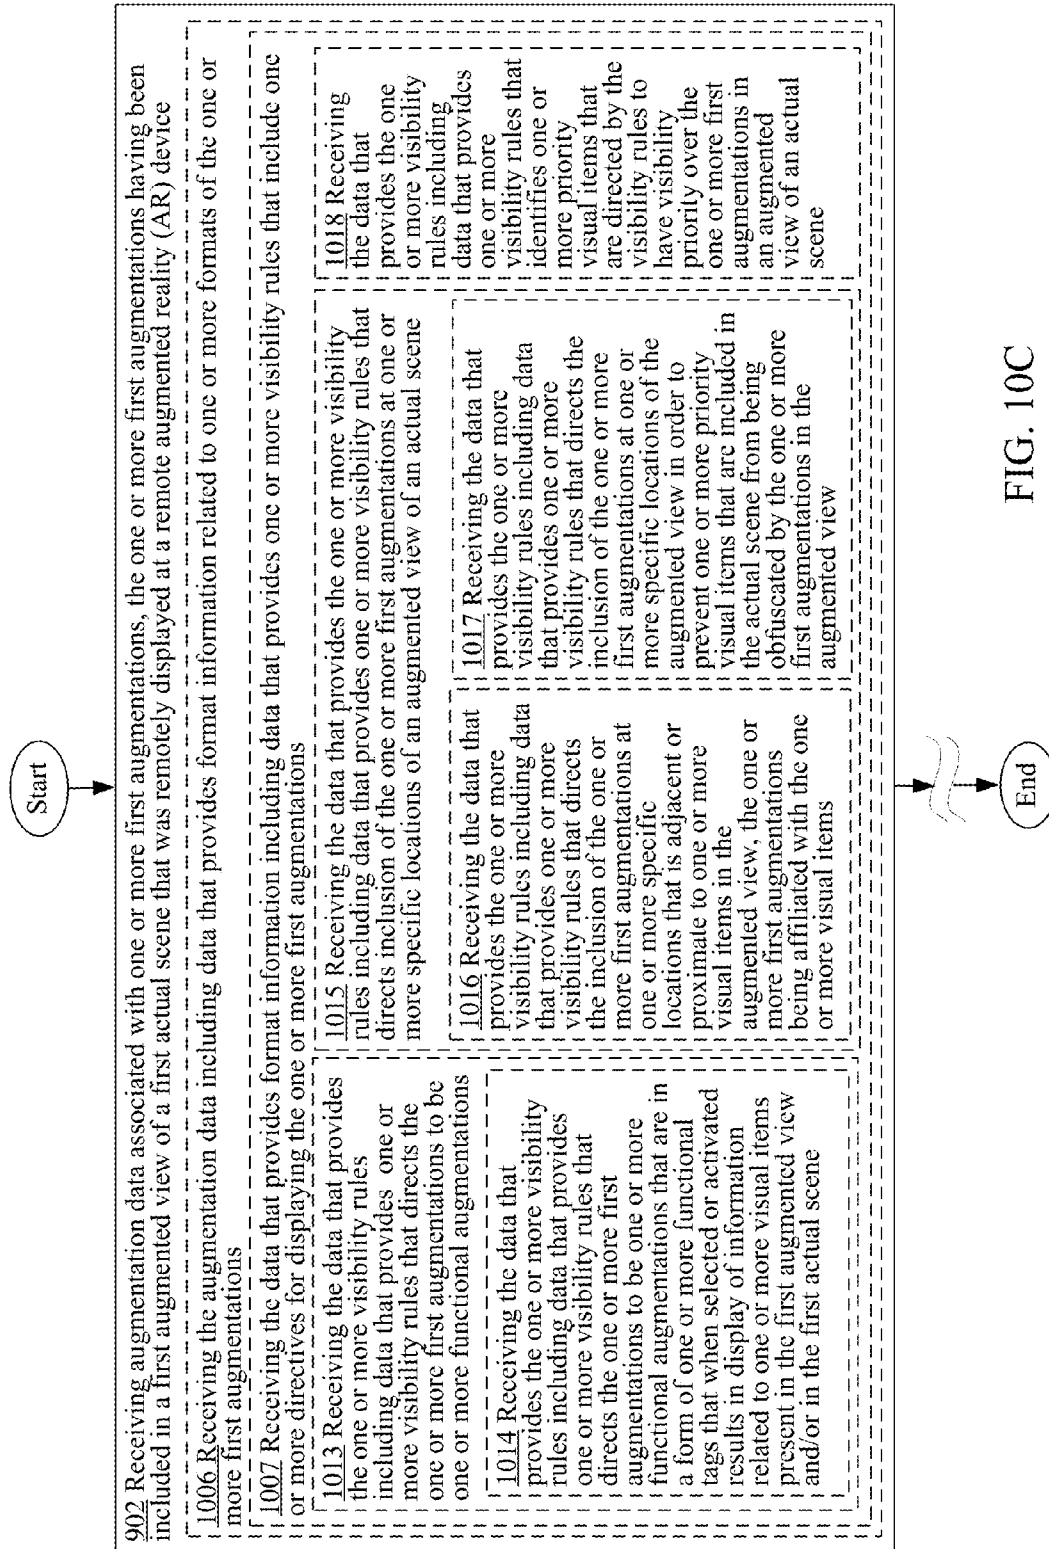 Start
902 Receiving augmentation data associated with one or more first augmentations, the one or more first augmentations having been
included in a first augmented view of a first actual scene that was remotely displayed at a remote augmented reality (AR) device
1006 Receiving the augmentation data including data that provides format information related to one or more formats of the one or
more first augmentations
1007 Receiving the data that provides format information including data that provides one or more visibility rules that include one
or more directives for displaying the one or more first augmentations
1013 Receiving the data that provides
the one or more visibility rules
including data that provides one or
more visibility rules that directs the
one or more first augmentations to be
one or more functional augmentations
1014 Receiving the data that
provides the one or more visibility
rules including data that provides
one or more visibility rules that
directs the one or more first
augmentations to be one or more
functional augmentations that are in
a form of one or more functional
tags that when selected or activated
results in display of information
related to one or more visual items
present in the first augmented view
and/or in the first actual scene
1015 Receiving the data that provides the one or more visibility
rules including data that provides one or more visibility rules that
directs inclusion of the one or more first augmentations at one or
more specific locations of an augmented view of an actual scene
1016 Receiving the data that
provides the one or more
visibility rules including data
that provides one or more
visibility rules that directs
the inclusion of the one or
more first augmentations at
one or more specific
locations that is adjacent or
proximate to one or more
visual items in the
augmented view, the one or
more first augmentations
being affiliated with the one
or more visual items
1017 Receiving the data that
provides the one or more
visibility rules including data
that provides one or more
visibility rules that directs the
inclusion of the one or more
first augmentations at one or
more specific locations of the
augmented view in order to
prevent one or more priority
visual items that are included in
the actual scene from being
obfuscated by the one or more
first augmentations in the
augmented view
1018 Receiving
the data that
provides the one
or more visibility
rules including
data that provides
one or more
visibility rules that
identifies one or
more priority
visual items that
are directed by the
visibility rules to
have visibility
priority over the
one or more first
augmentations in
an augmented
view of an actual
scene
End
FIG. 10C